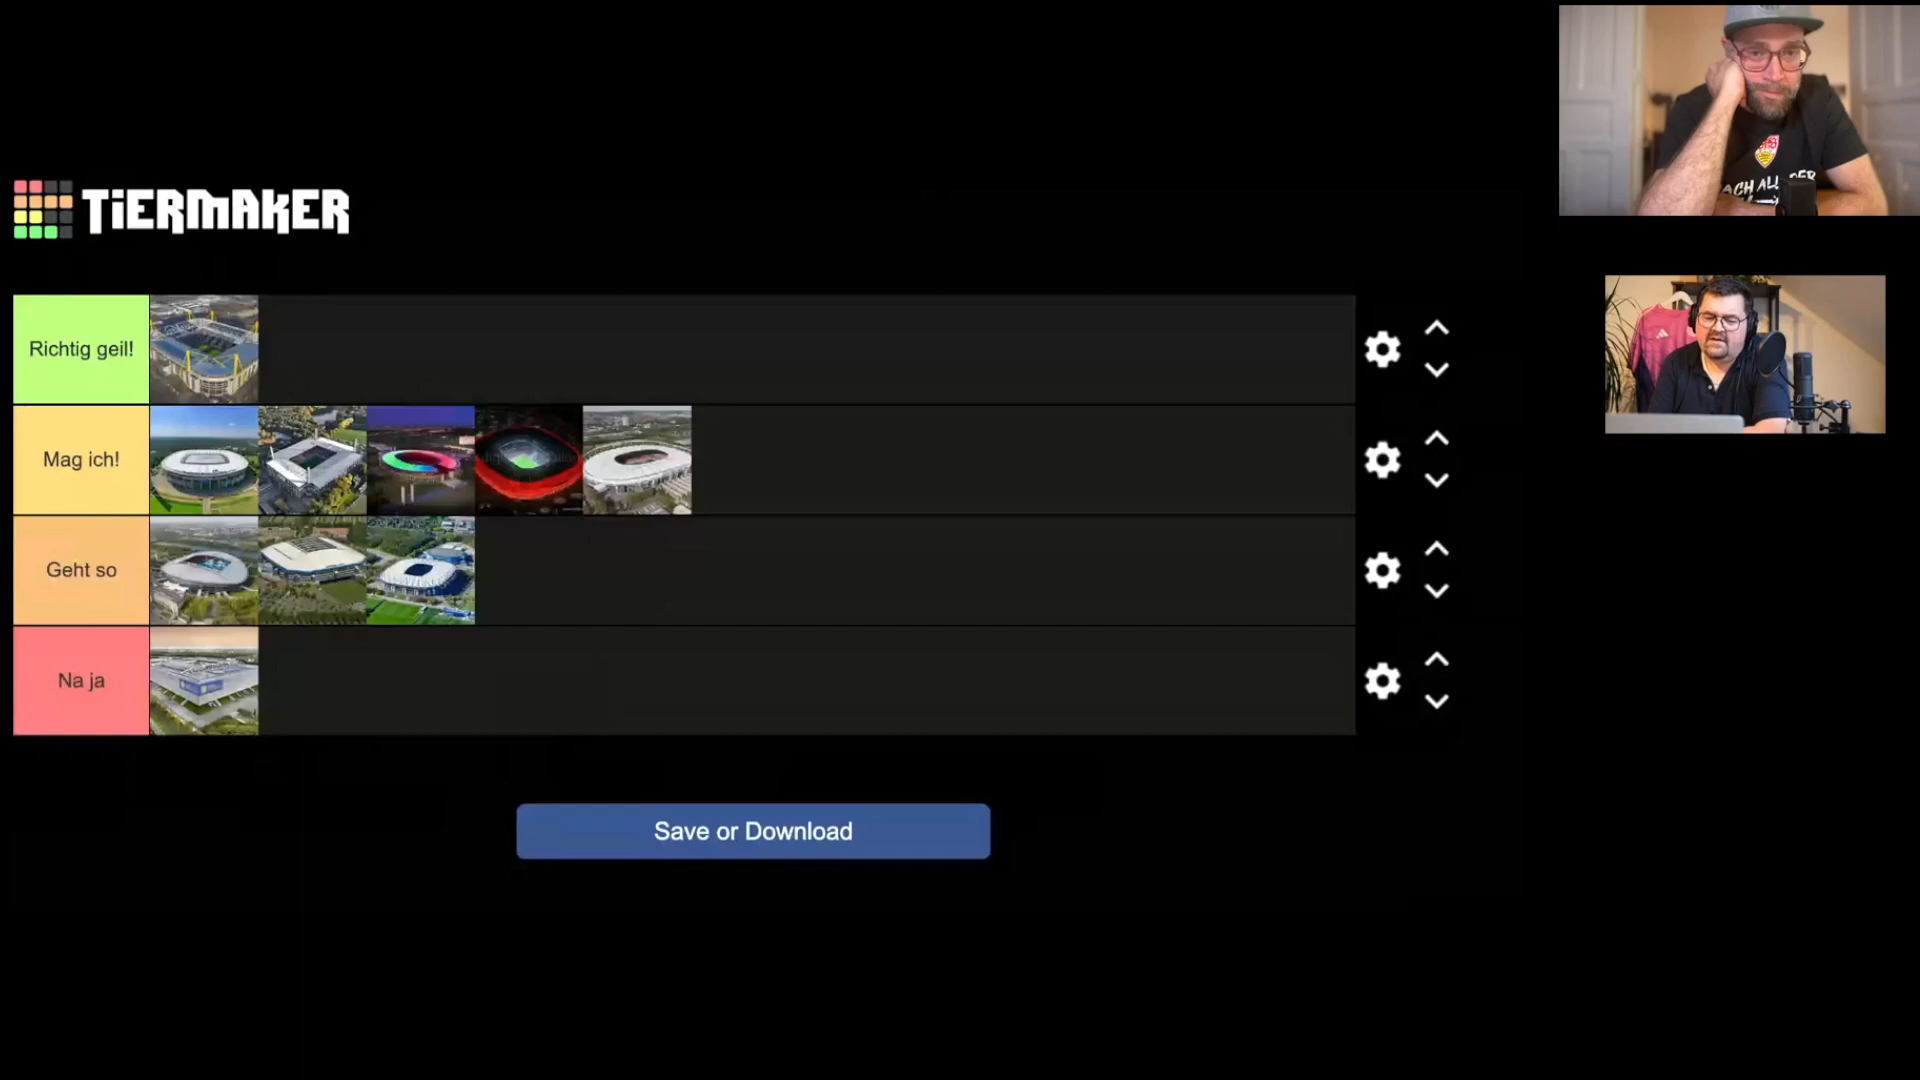 TiERMAKER
Richtig geil!
Mag ich!
Geht so
Na ja
Save or Download